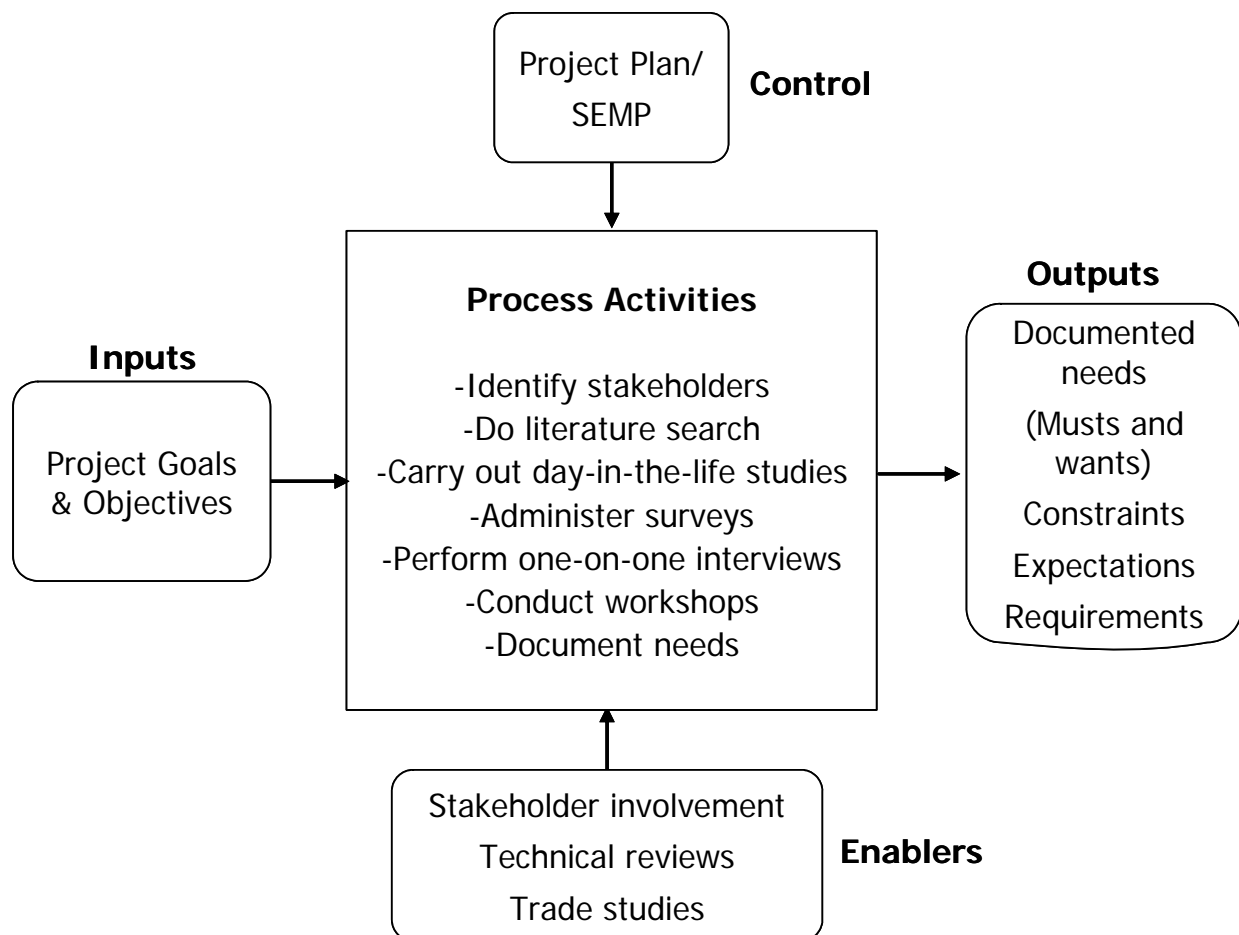 Project Plan/
SEMP
Control
Process Activities
-Identify stakeholders
-Do literature search
-Carry out day-in-the-life studies
-Administer surveys
-Perform one-on-one interviews
-Conduct workshops
-Document needs
Inputs
Project Goals
& Objectives
Outputs
Documented
needs
(Musts and
wants)
Constraints
Expectations
Requirements
Stakeholder involvement
Technical reviews
Trade studies
Enablers